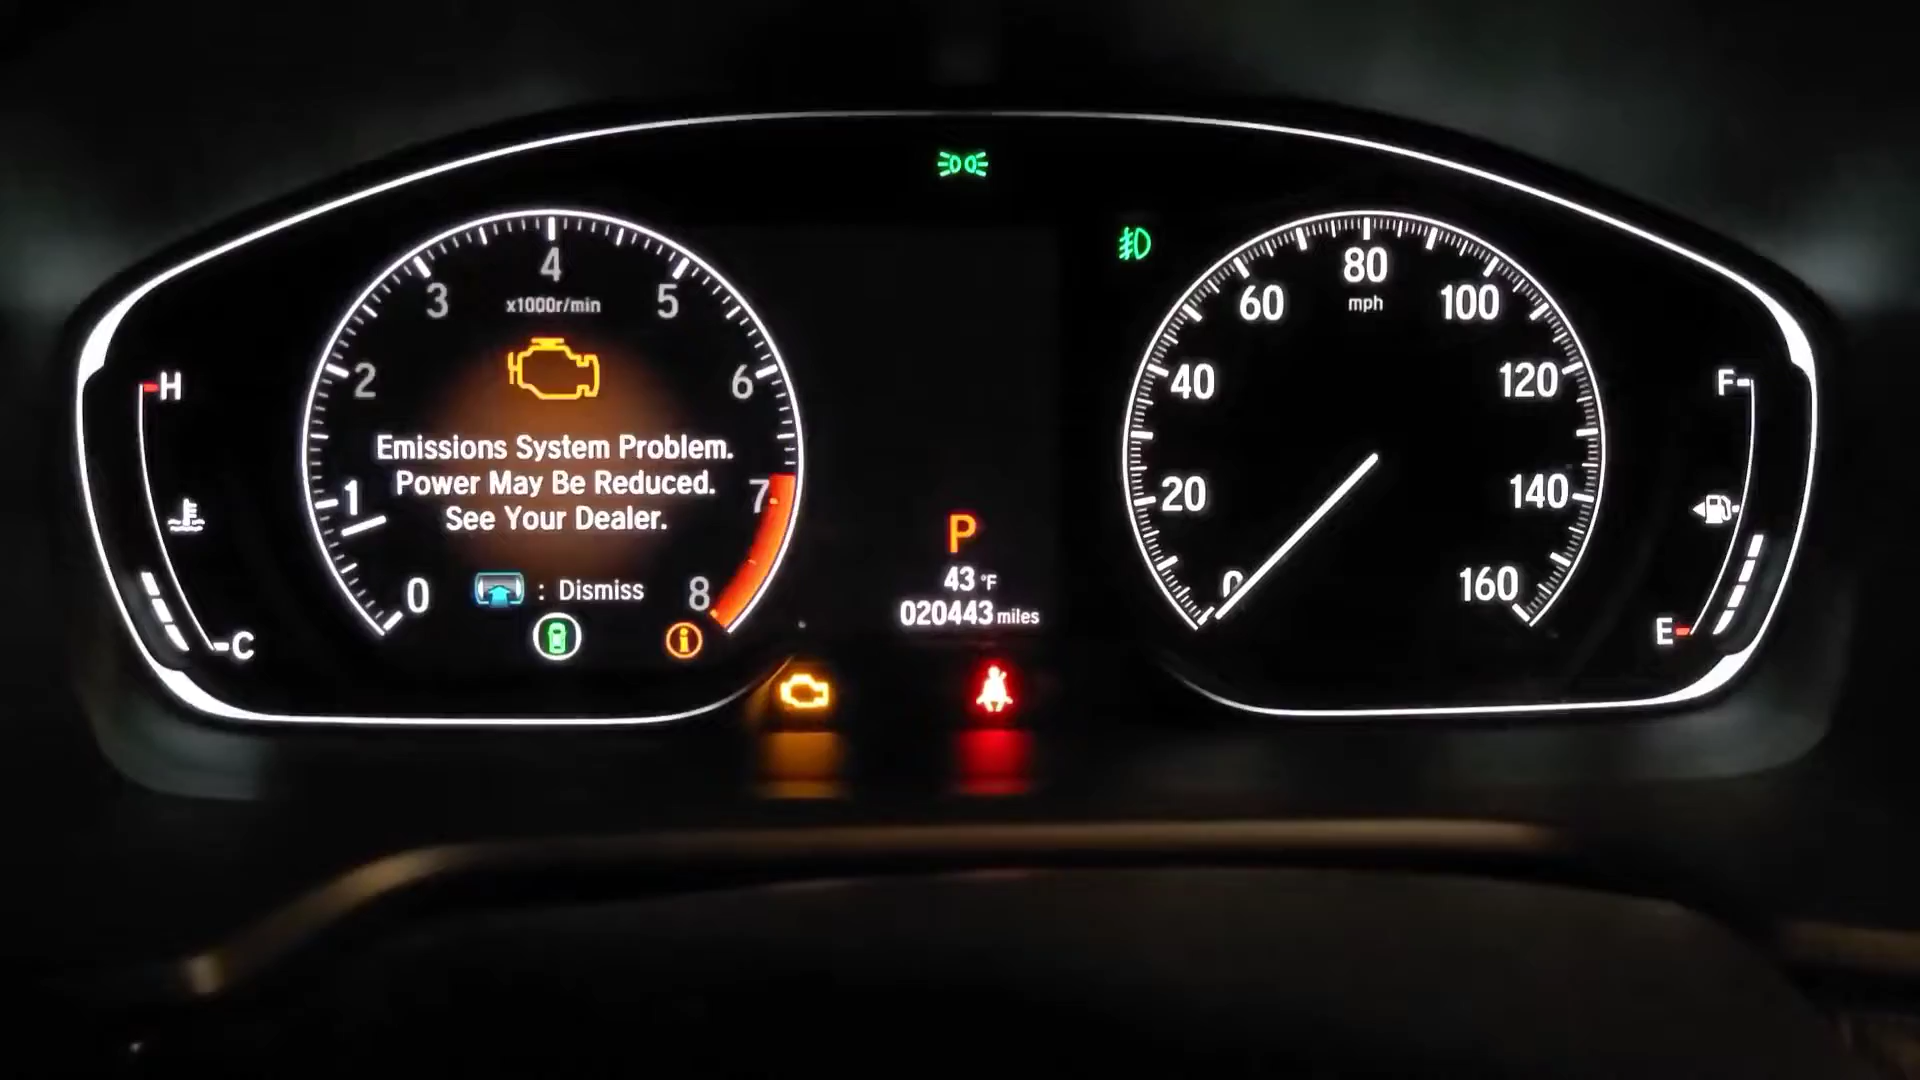 4
3
5
x1000r/min
2
6
Emissions System Problem.
Power May Be Reduced.
See Your Dealer.
1
7
0
: Dismiss
8
i
H
C
P
43 °F
020443 miles
80
mph
60
100
40
120
20
140
0
160
F
E